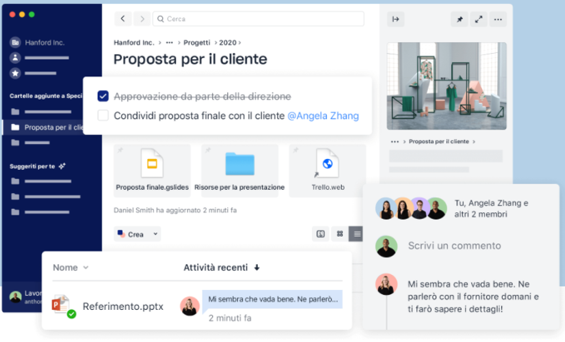 Cerca
Hanford Inc.
Hanford Inc. › ••• › Progetti › 2020 ›
Proposta per il cliente
Cartelle aggiunte a Speci
Proposta per il clie
Suggeriti per te
Approvazione da parte della direzione
Condividi proposta finale con il cliente @Angela Zhang
Proposta finale.gslides
Risorse per la presentazione
Trello.web
Daniel Smith ha aggiornato 2 minuti fa
Crea
••• › Proposta per il cliente ›
Tu, Angela Zhang e
altri 2 membri
Scrivi un commento
Mi sembra che vada bene. Ne
parlerò con il fornitore domani e
ti farò sapere i dettagli!
Nome
Attività recenti
Referimento.pptx
Mi sembra che vada bene. Ne parlerò...
2 minuti fa
Lavor
antho